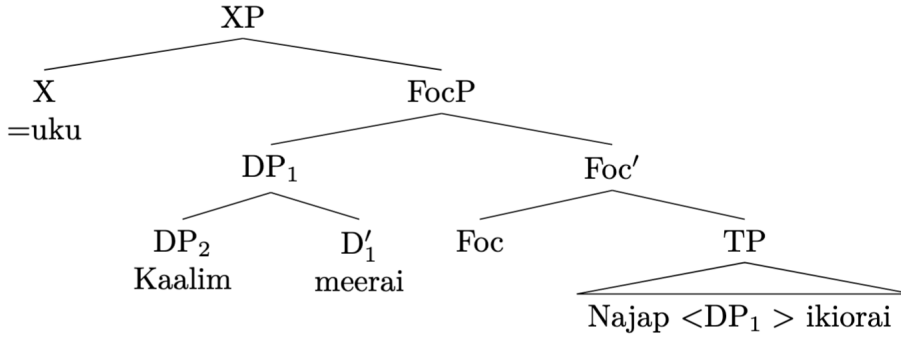 XP
X FocP
=uku
DP₁ Foc′
DP₂ D′₁ Foc TP
Kaalim meerai
Najap <DP₁ > ikiorai